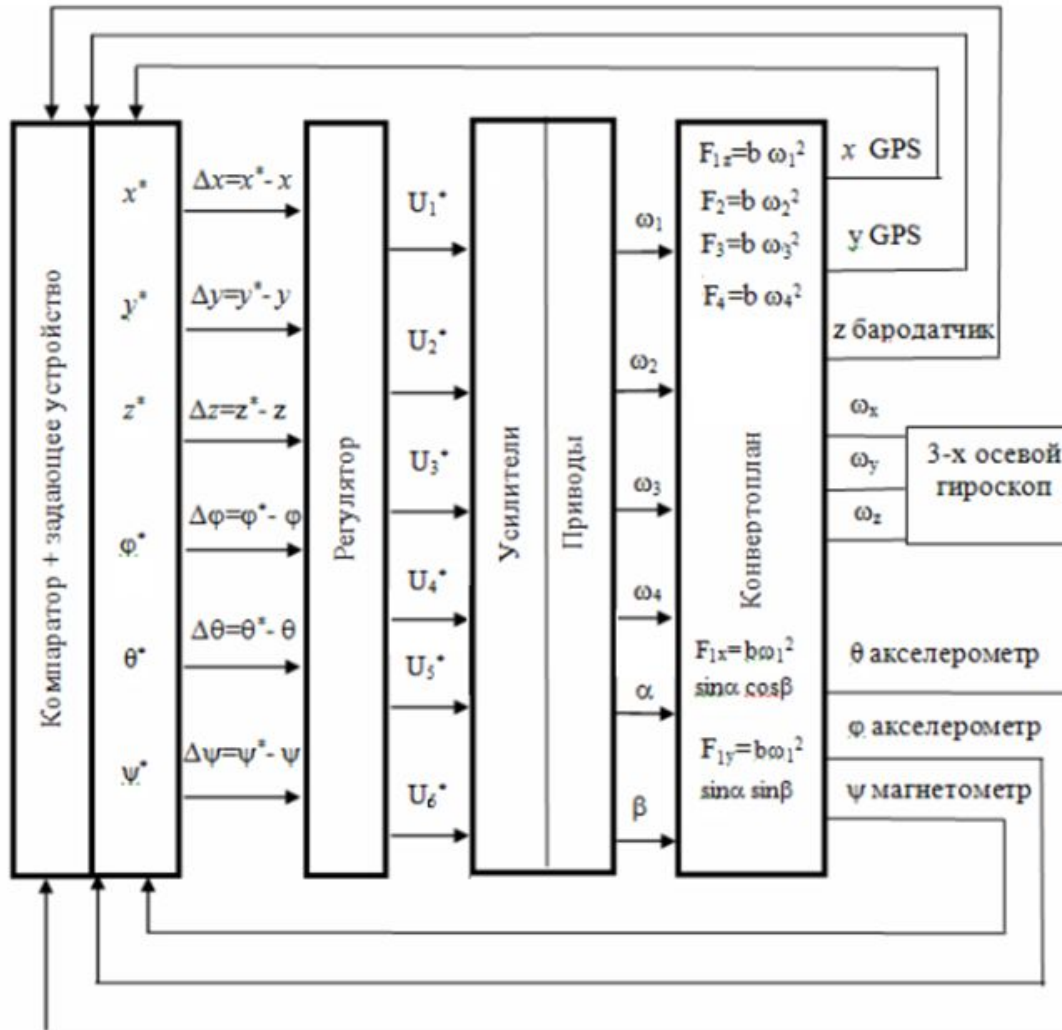 Компаратор + задающее устройство
x*
y*
z*
φ*
θ*
ψ*
Δx=x*- x
Δy=y*- y
Δz=z*- z
Δφ=φ*- φ
Δθ=θ*- θ
Δψ=ψ*- ψ
Регулятор
U₁*
U₂*
U₃*
U₄*
U₅*
U₆*
Усилители
Приводы
ω₁
ω₂
ω₃
ω₄
α
β
F₁z=b ω₁²
F₂=b ω₂²
F₃=b ω₃²
F₄=b ω₄²
Конвертоплан
F₁ₓ=bω₁²
sinα cosβ
F₁y=bω₁²
sinα sinβ
x GPS
y GPS
z бародатчик
ωx
ωy
ωz
3-х осевой
гироскоп
θ акселерометр
φ акселерометр
ψ магнетометр